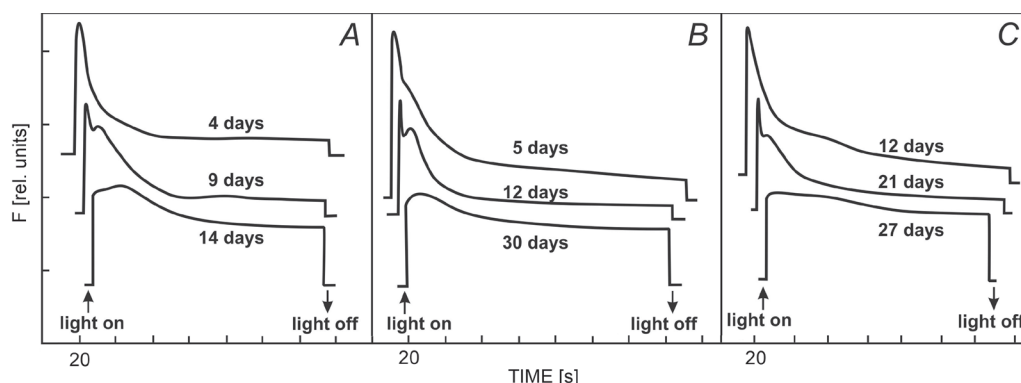 A
B
C
F [rel. units]
4 days
9 days
14 days
5 days
12 days
30 days
12 days
21 days
27 days
light on
light off
light on
light off
light on
light off
20
20
20
TIME [s]